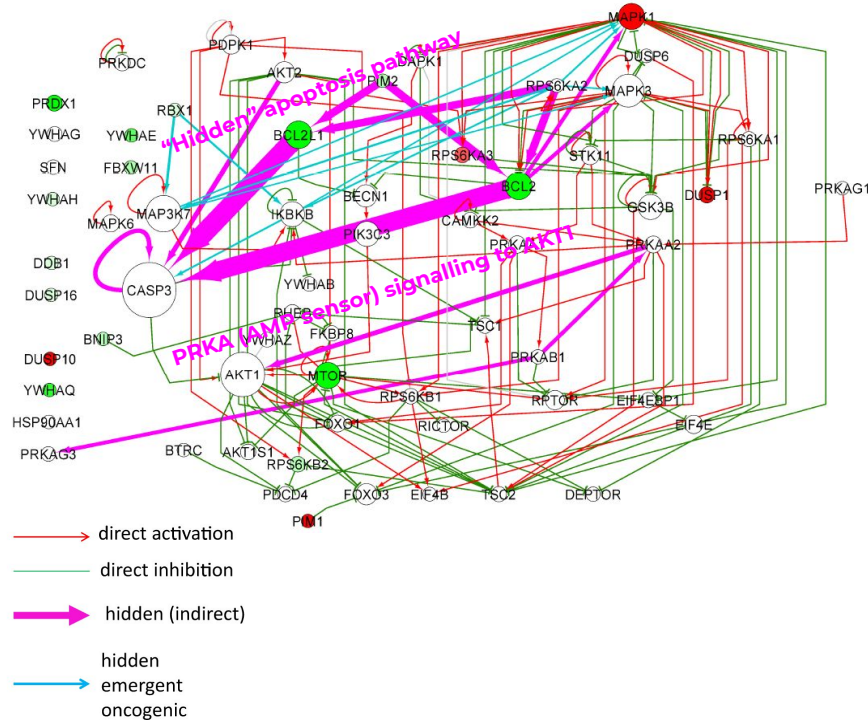 MAPK1
PDPK1
PRKDC
DAPK1
DUSP6
AKT2
PIM2
RPS6KA2
MAPK3
"Hidden" apoptosis pathway
PRDX1
RBX1
YWHAG
YWHAE
BCL2L1
RPS6KA1
SFN
FBXW11
RPS6KA3
STK11
YWHAH
BCL2
PRKAG1
MAPK6
MAP3K7
IKBKB
BECN1
GSK3B
DUSP1
CAMKK2
PIK3C3
PRKAA2
DDB1
CASP3
YWHAB
DUSP16
PRKA (AMP sensor) signalling to AKT1
RHEB
TSC1
BNIP3
YWHAZ
FKBP8
DUSP10
PRKAB1
AKT1
MTOR
YWHAQ
RPS6KB1
RPTOR
EIF4EBP1
HSP90AA1
FOXO1
RICTOR
EIF4E
PRKAG3
BTRC
AKT1S1
RPS6KB2
PDCD4
FOXO3
EIF4B
TSC2
DEPTOR
PIM1
direct activation
direct inhibition
hidden (indirect)
hidden
emergent
oncogenic